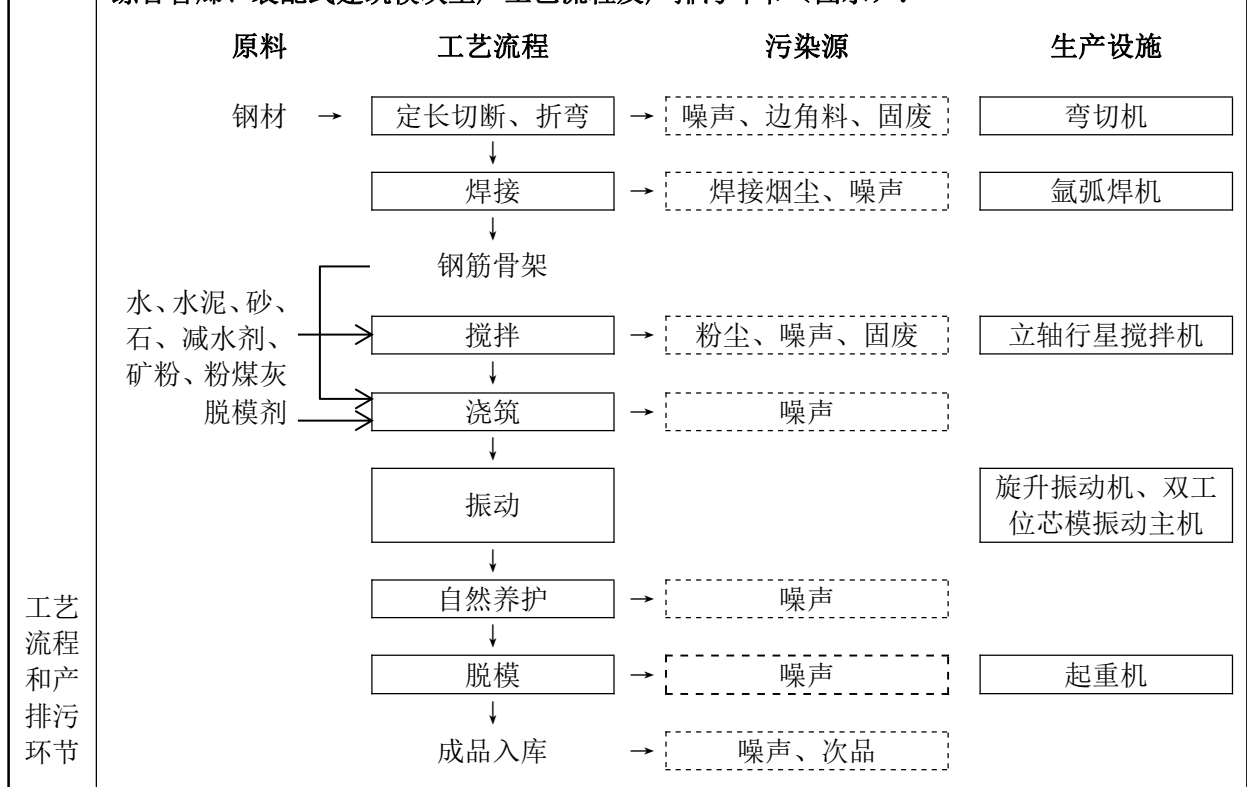 原料 工艺流程 污染源 生产设施
钢材 → 定长切断、折弯 → 噪声、边角料、固废 弯切机
焊接 → 焊接烟尘、噪声 氩弧焊机
钢筋骨架
水、水泥、砂、
石、减水剂、
矿粉、粉煤灰
搅拌 → 粉尘、噪声、固废 立轴行星搅拌机
脱模剂 浇筑 → 噪声
振动 旋升振动机、双工
位芯模振动主机
自然养护 → 噪声
脱模 → 噪声 起重机
成品入库 → 噪声、次品
工艺
流程
和产
排污
环节